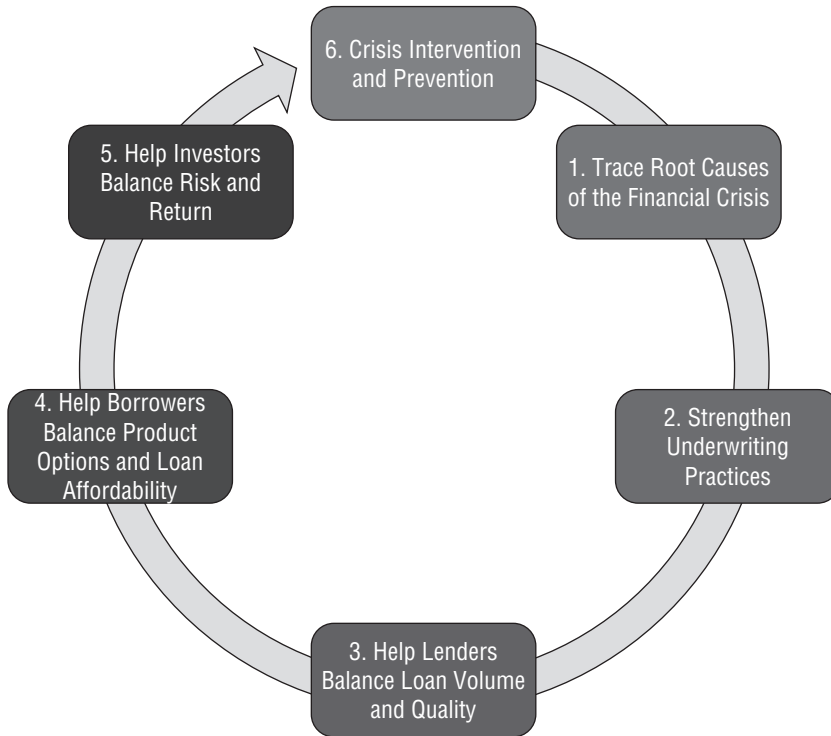 6. Crisis Intervention
and Prevention
1. Trace Root Causes
of the Financial Crisis
2. Strengthen
Underwriting
Practices
3. Help Lenders
Balance Loan Volume
and Quality
4. Help Borrowers
Balance Product
Options and Loan
Affordability
5. Help Investors
Balance Risk and
Return